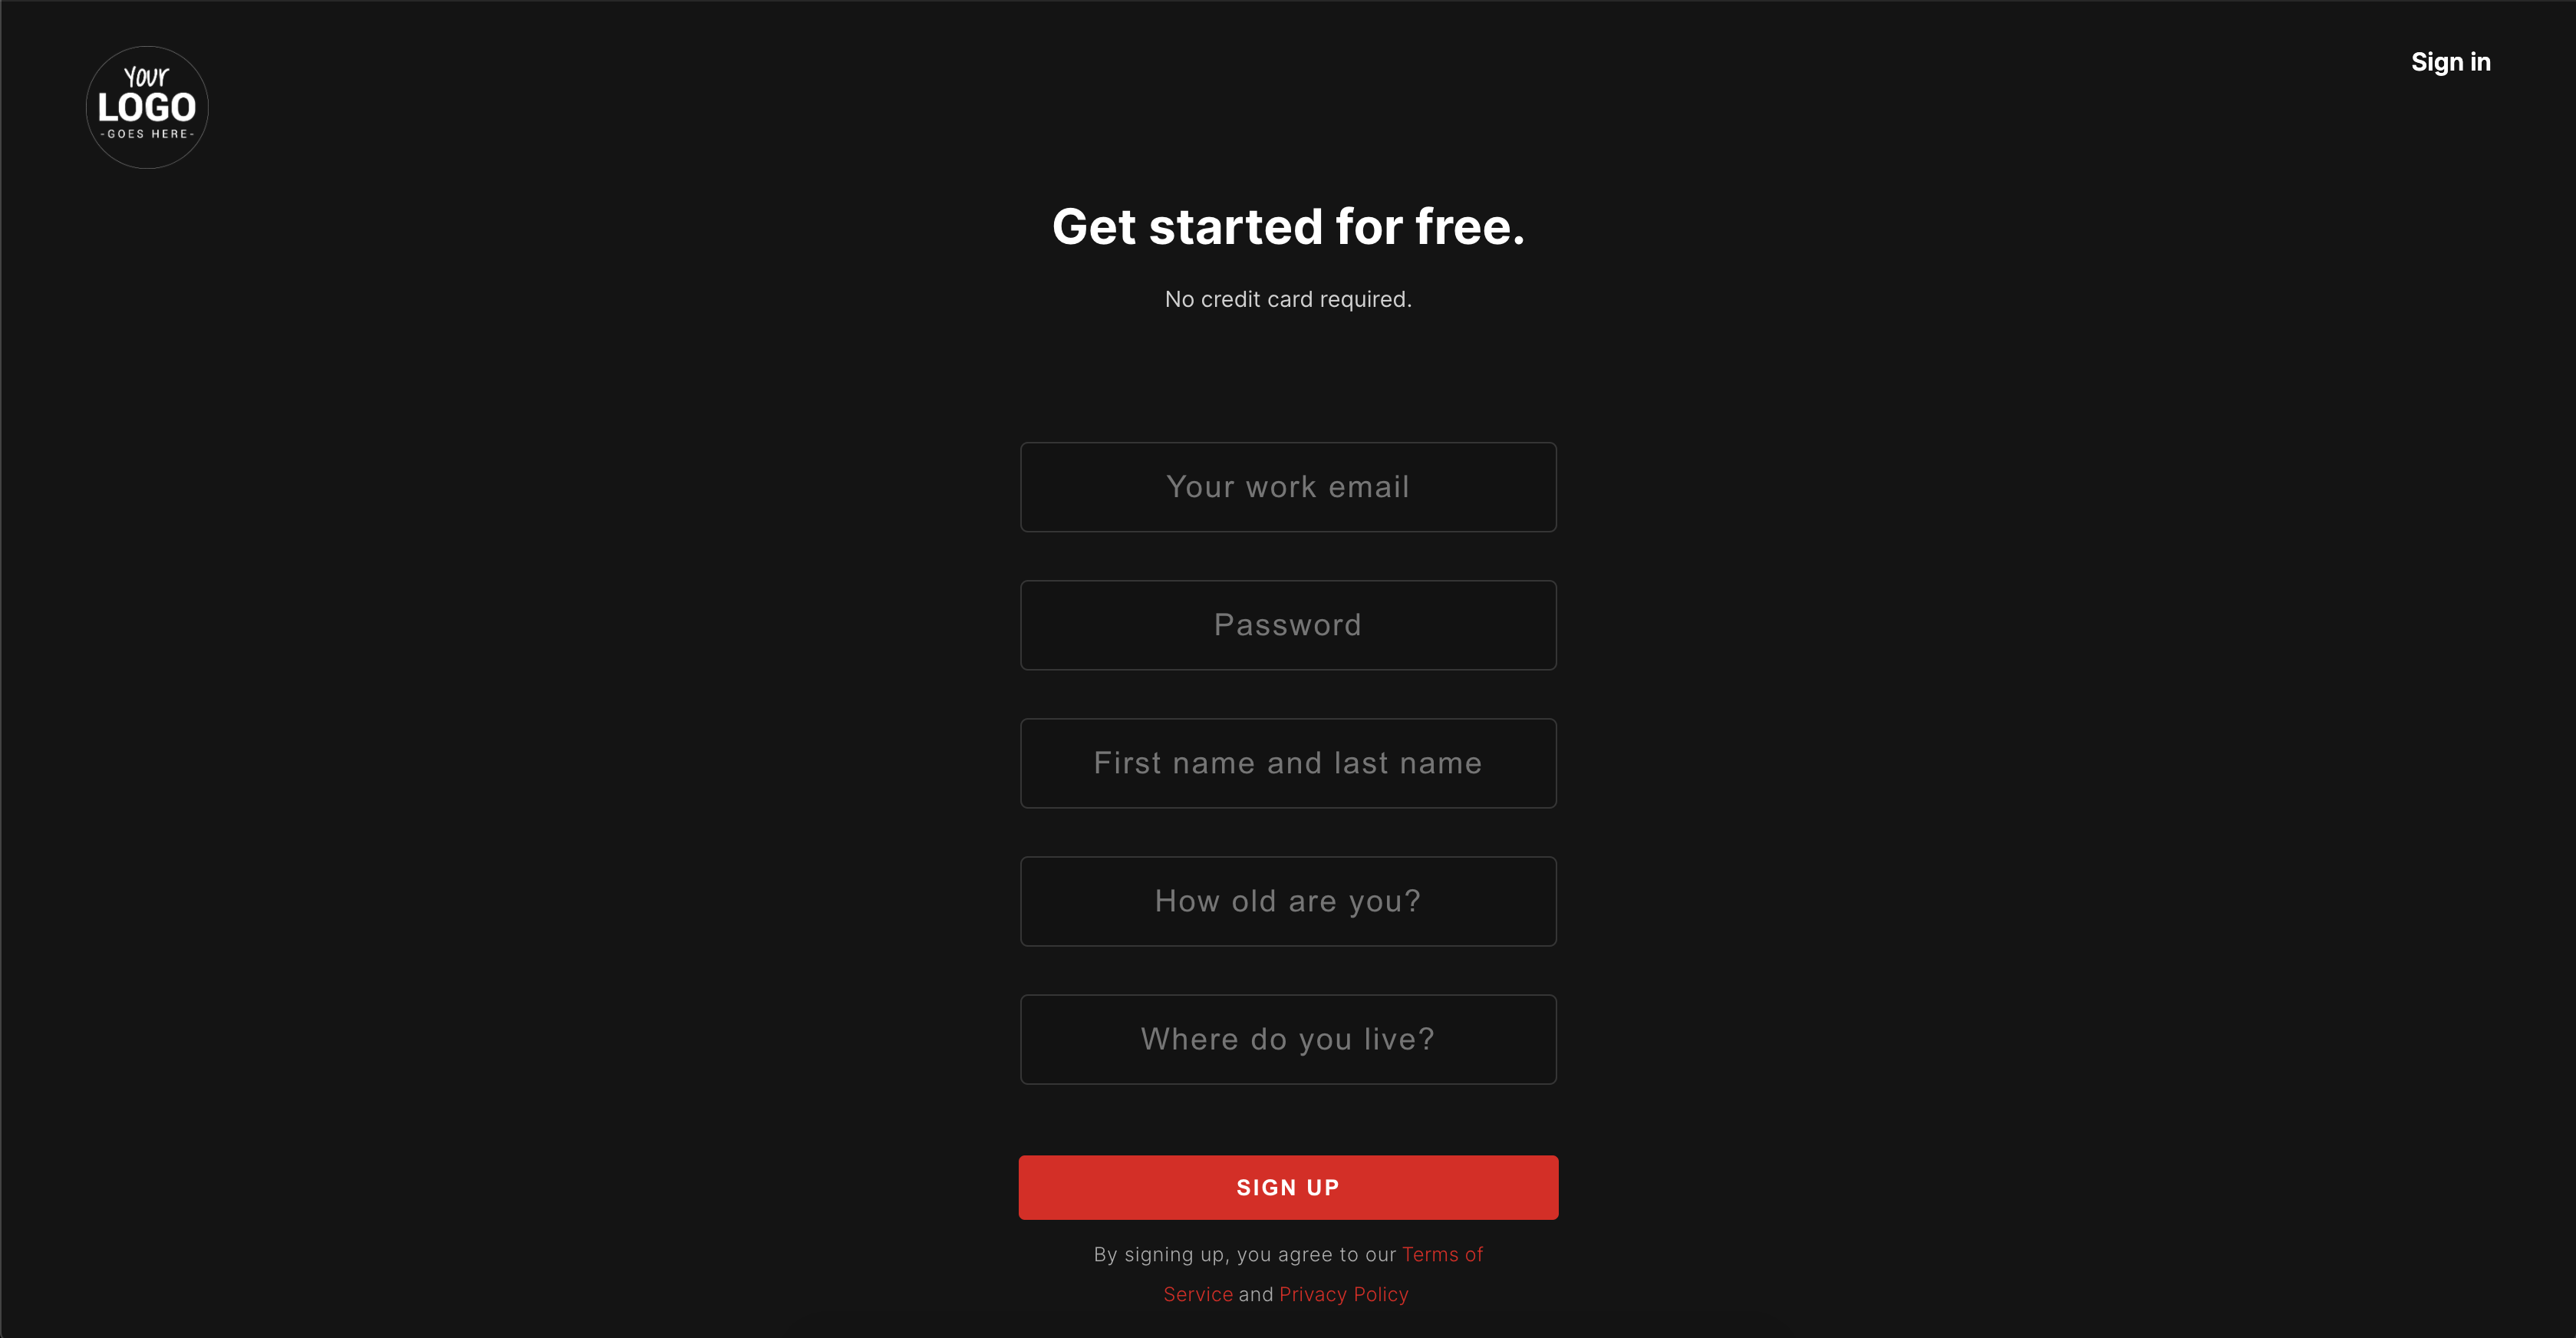 Your
LOGO
-GOES HERE-
Sign in
Get started for free.
No credit card required.
Your work email
Password
First name and last name
How old are you?
Where do you live?
SIGN UP
By signing up, you agree to our Terms of
Service and Privacy Policy